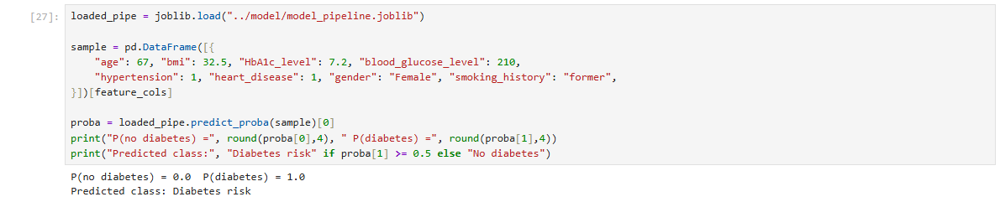 [27]:
loaded_pipe = joblib.load("../model/model_pipeline.joblib")
sample = pd.DataFrame([{
    "age": 67, "bmi": 32.5, "HbA1c_level": 7.2, "blood_glucose_level": 210,
    "hypertension": 1, "heart_disease": 1, "gender": "Female", "smoking_history": "former",
}])[feature_cols]
proba = loaded_pipe.predict_proba(sample)[0]
print("P(no diabetes) =", round(proba[0],4), " P(diabetes) =", round(proba[1],4))
print("Predicted class:", "Diabetes risk" if proba[1] >= 0.5 else "No diabetes")
P(no diabetes) = 0.0  P(diabetes) = 1.0
Predicted class: Diabetes risk